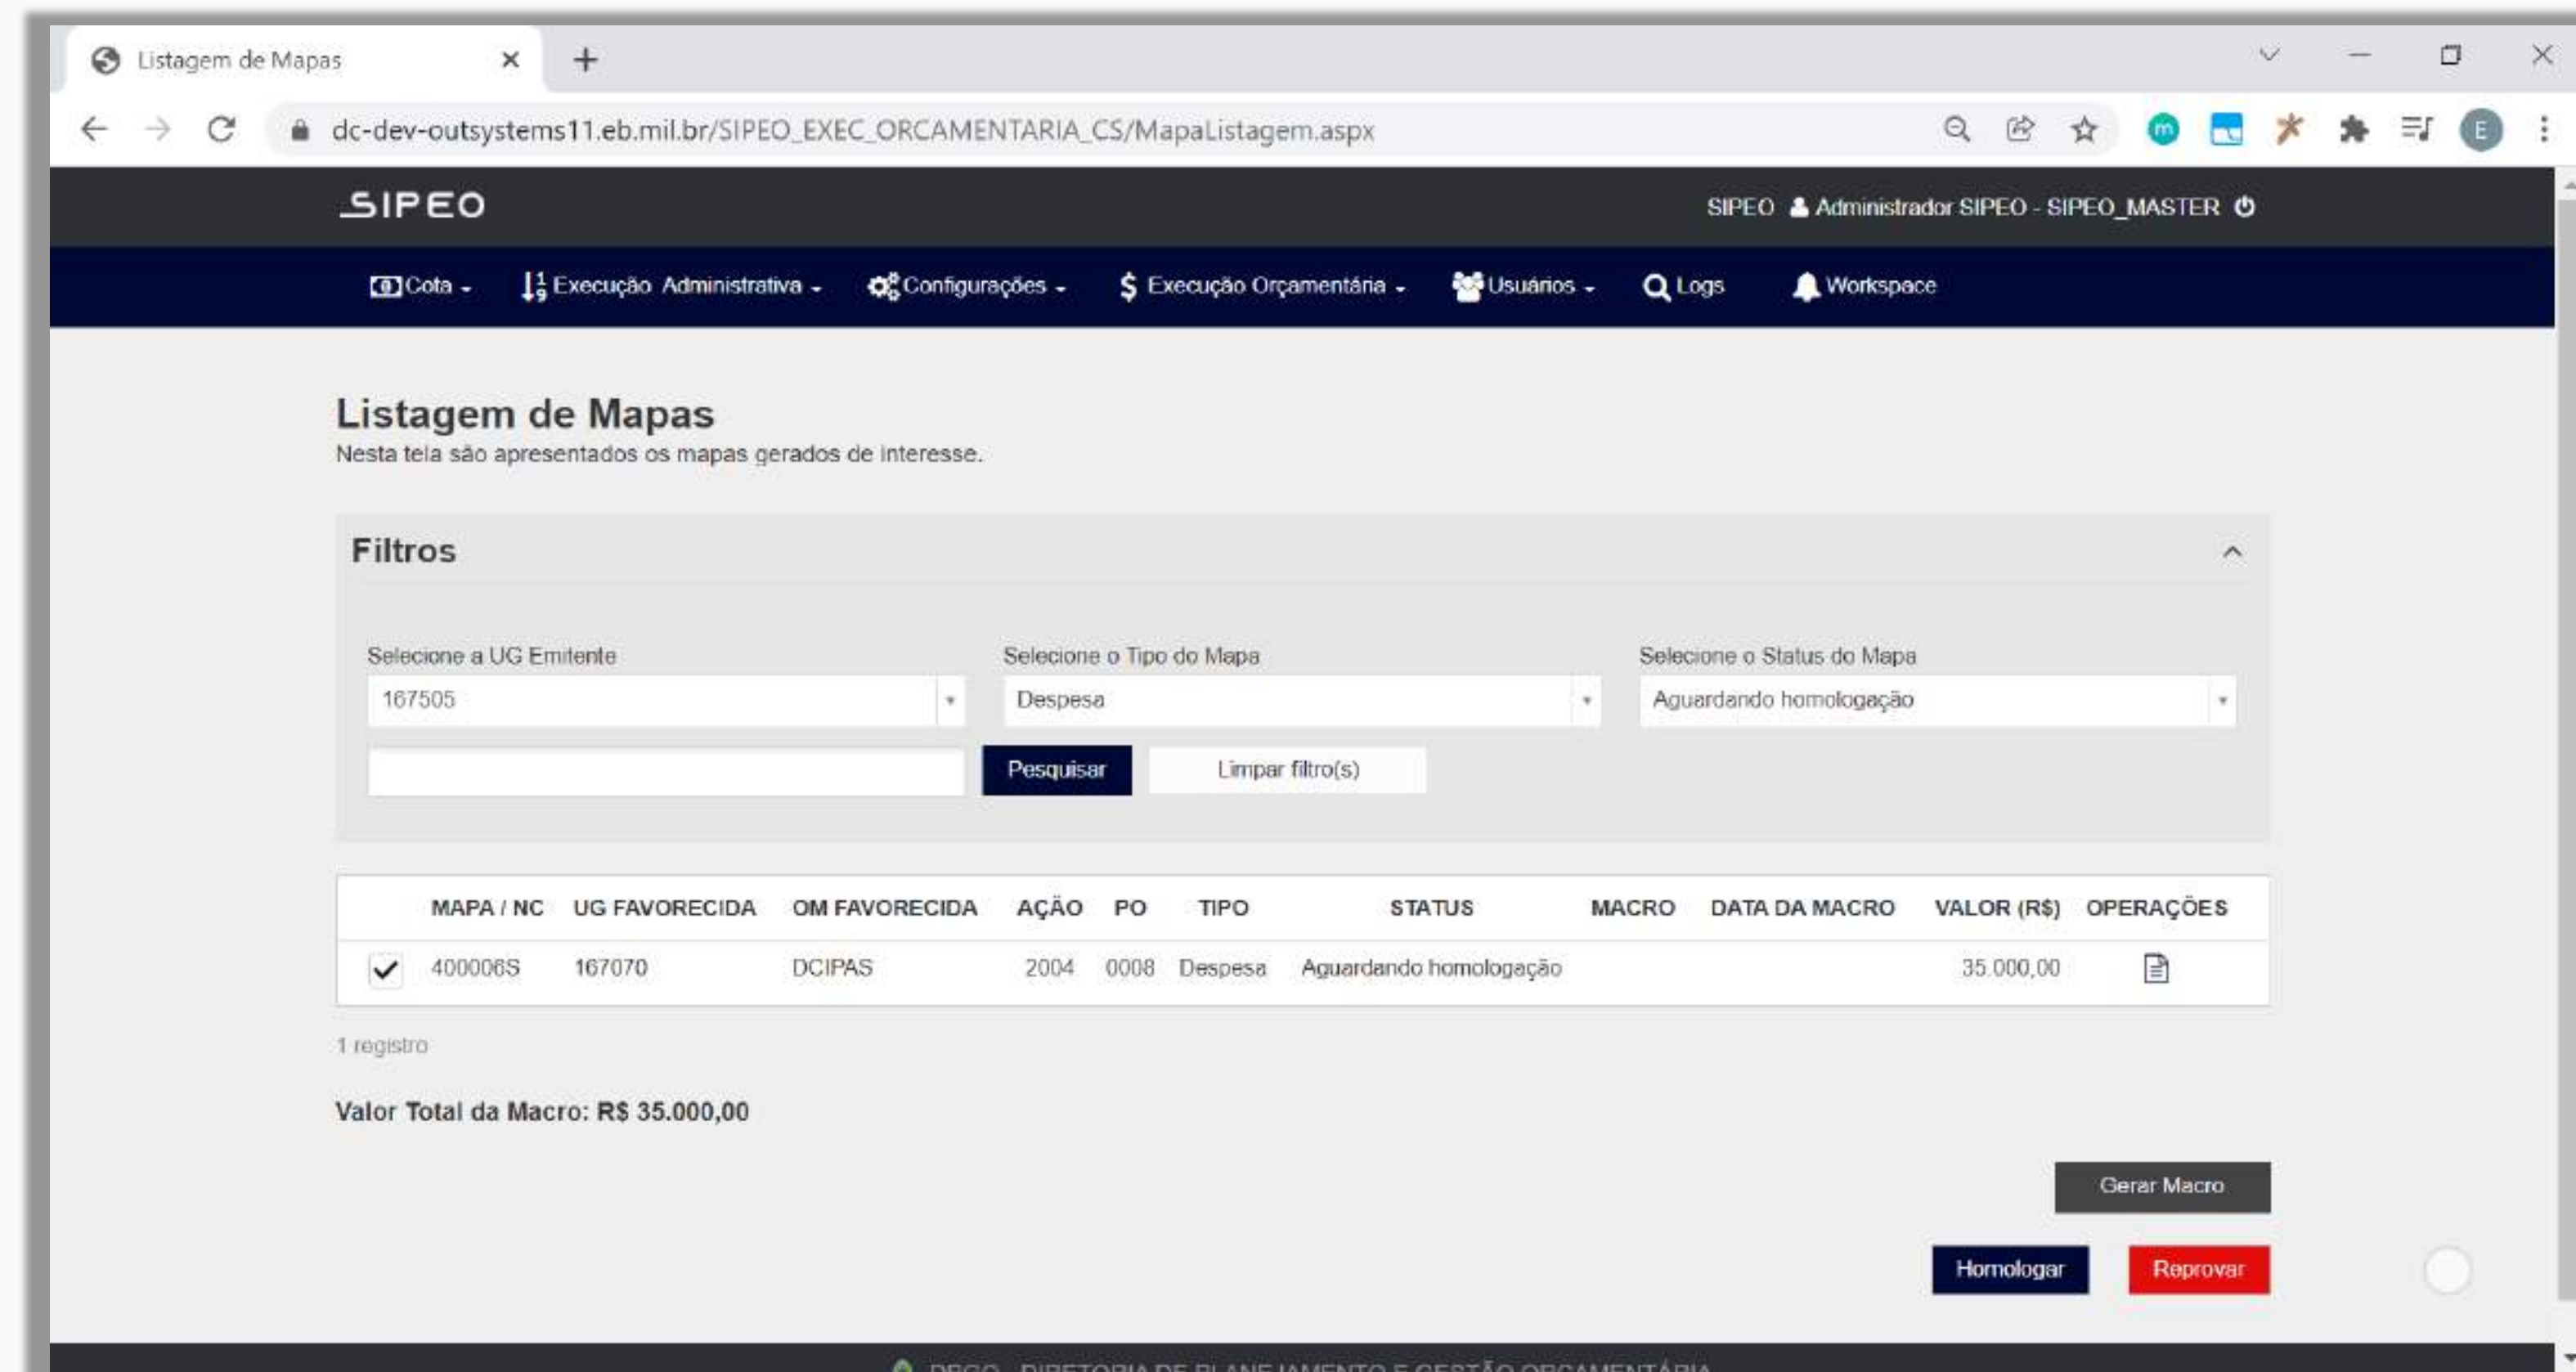 Listagem de Mapas
dc-dev-outsystems11.eb.mil.br/SIPEO_EXEC_ORCAMENTARIA_CS/MapaListagem.aspx
m
E
SIPEO
SIPEO Administrador SIPEO - SIPEO_MASTER
Cota
Execução Administrativa
Configurações
$ Execução Orçamentária
Usuários
Logs
Workspace
Listagem de Mapas
Nesta tela são apresentados os mapas gerados de interesse.
Filtros
Selecione a UG Emitente Selecione o Tipo do Mapa Selecione o Status do Mapa
167505 Despesa Aguardando homologação
Pesquisar Limpar filtro(s)
MAPA / NC UG FAVORECIDA OM FAVORECIDA AÇÃO PO TIPO STATUS MACRO DATA DA MACRO VALOR (R$) OPERAÇÕES
400006S 167070 DCIPAS 2004 0008 Despesa Aguardando homologação 35.000,00
1 registro
Valor Total da Macro: R$ 35.000,00
Gerar Macro
Homologar Reprovar
DIRETORIA DE PLANEJAMENTO E GESTÃO ORÇAMENTÁRIA